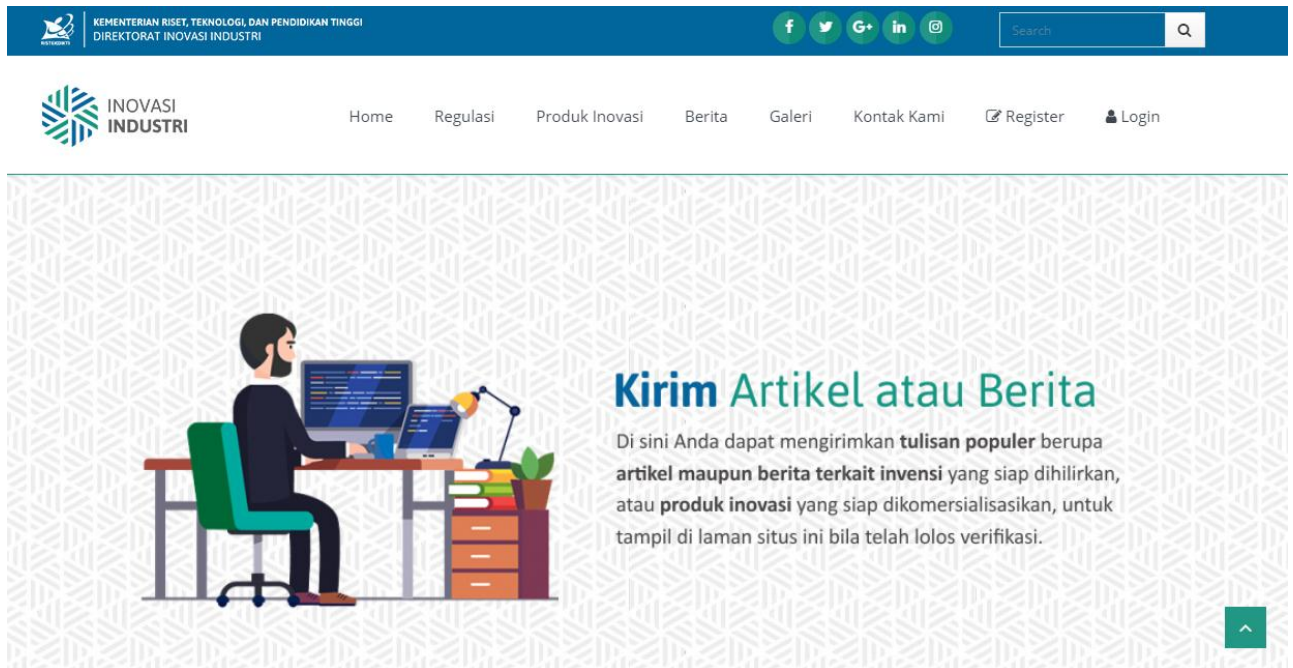 KEMENTERIAN RISET, TEKNOLOGI, DAN PENDIDIKAN TINGGI
DIREKTORAT INOVASI INDUSTRI
RISTEKDIKTI
Search
INOVASI
INDUSTRI
Home Regulasi Produk Inovasi Berita Galeri Kontak Kami Register Login
Kirim Artikel atau Berita
Di sini Anda dapat mengirimkan tulisan populer berupa
artikel maupun berita terkait invensi yang siap dihilirkan,
atau produk inovasi yang siap dikomersialisasikan, untuk
tampil di laman situs ini bila telah lolos verifikasi.